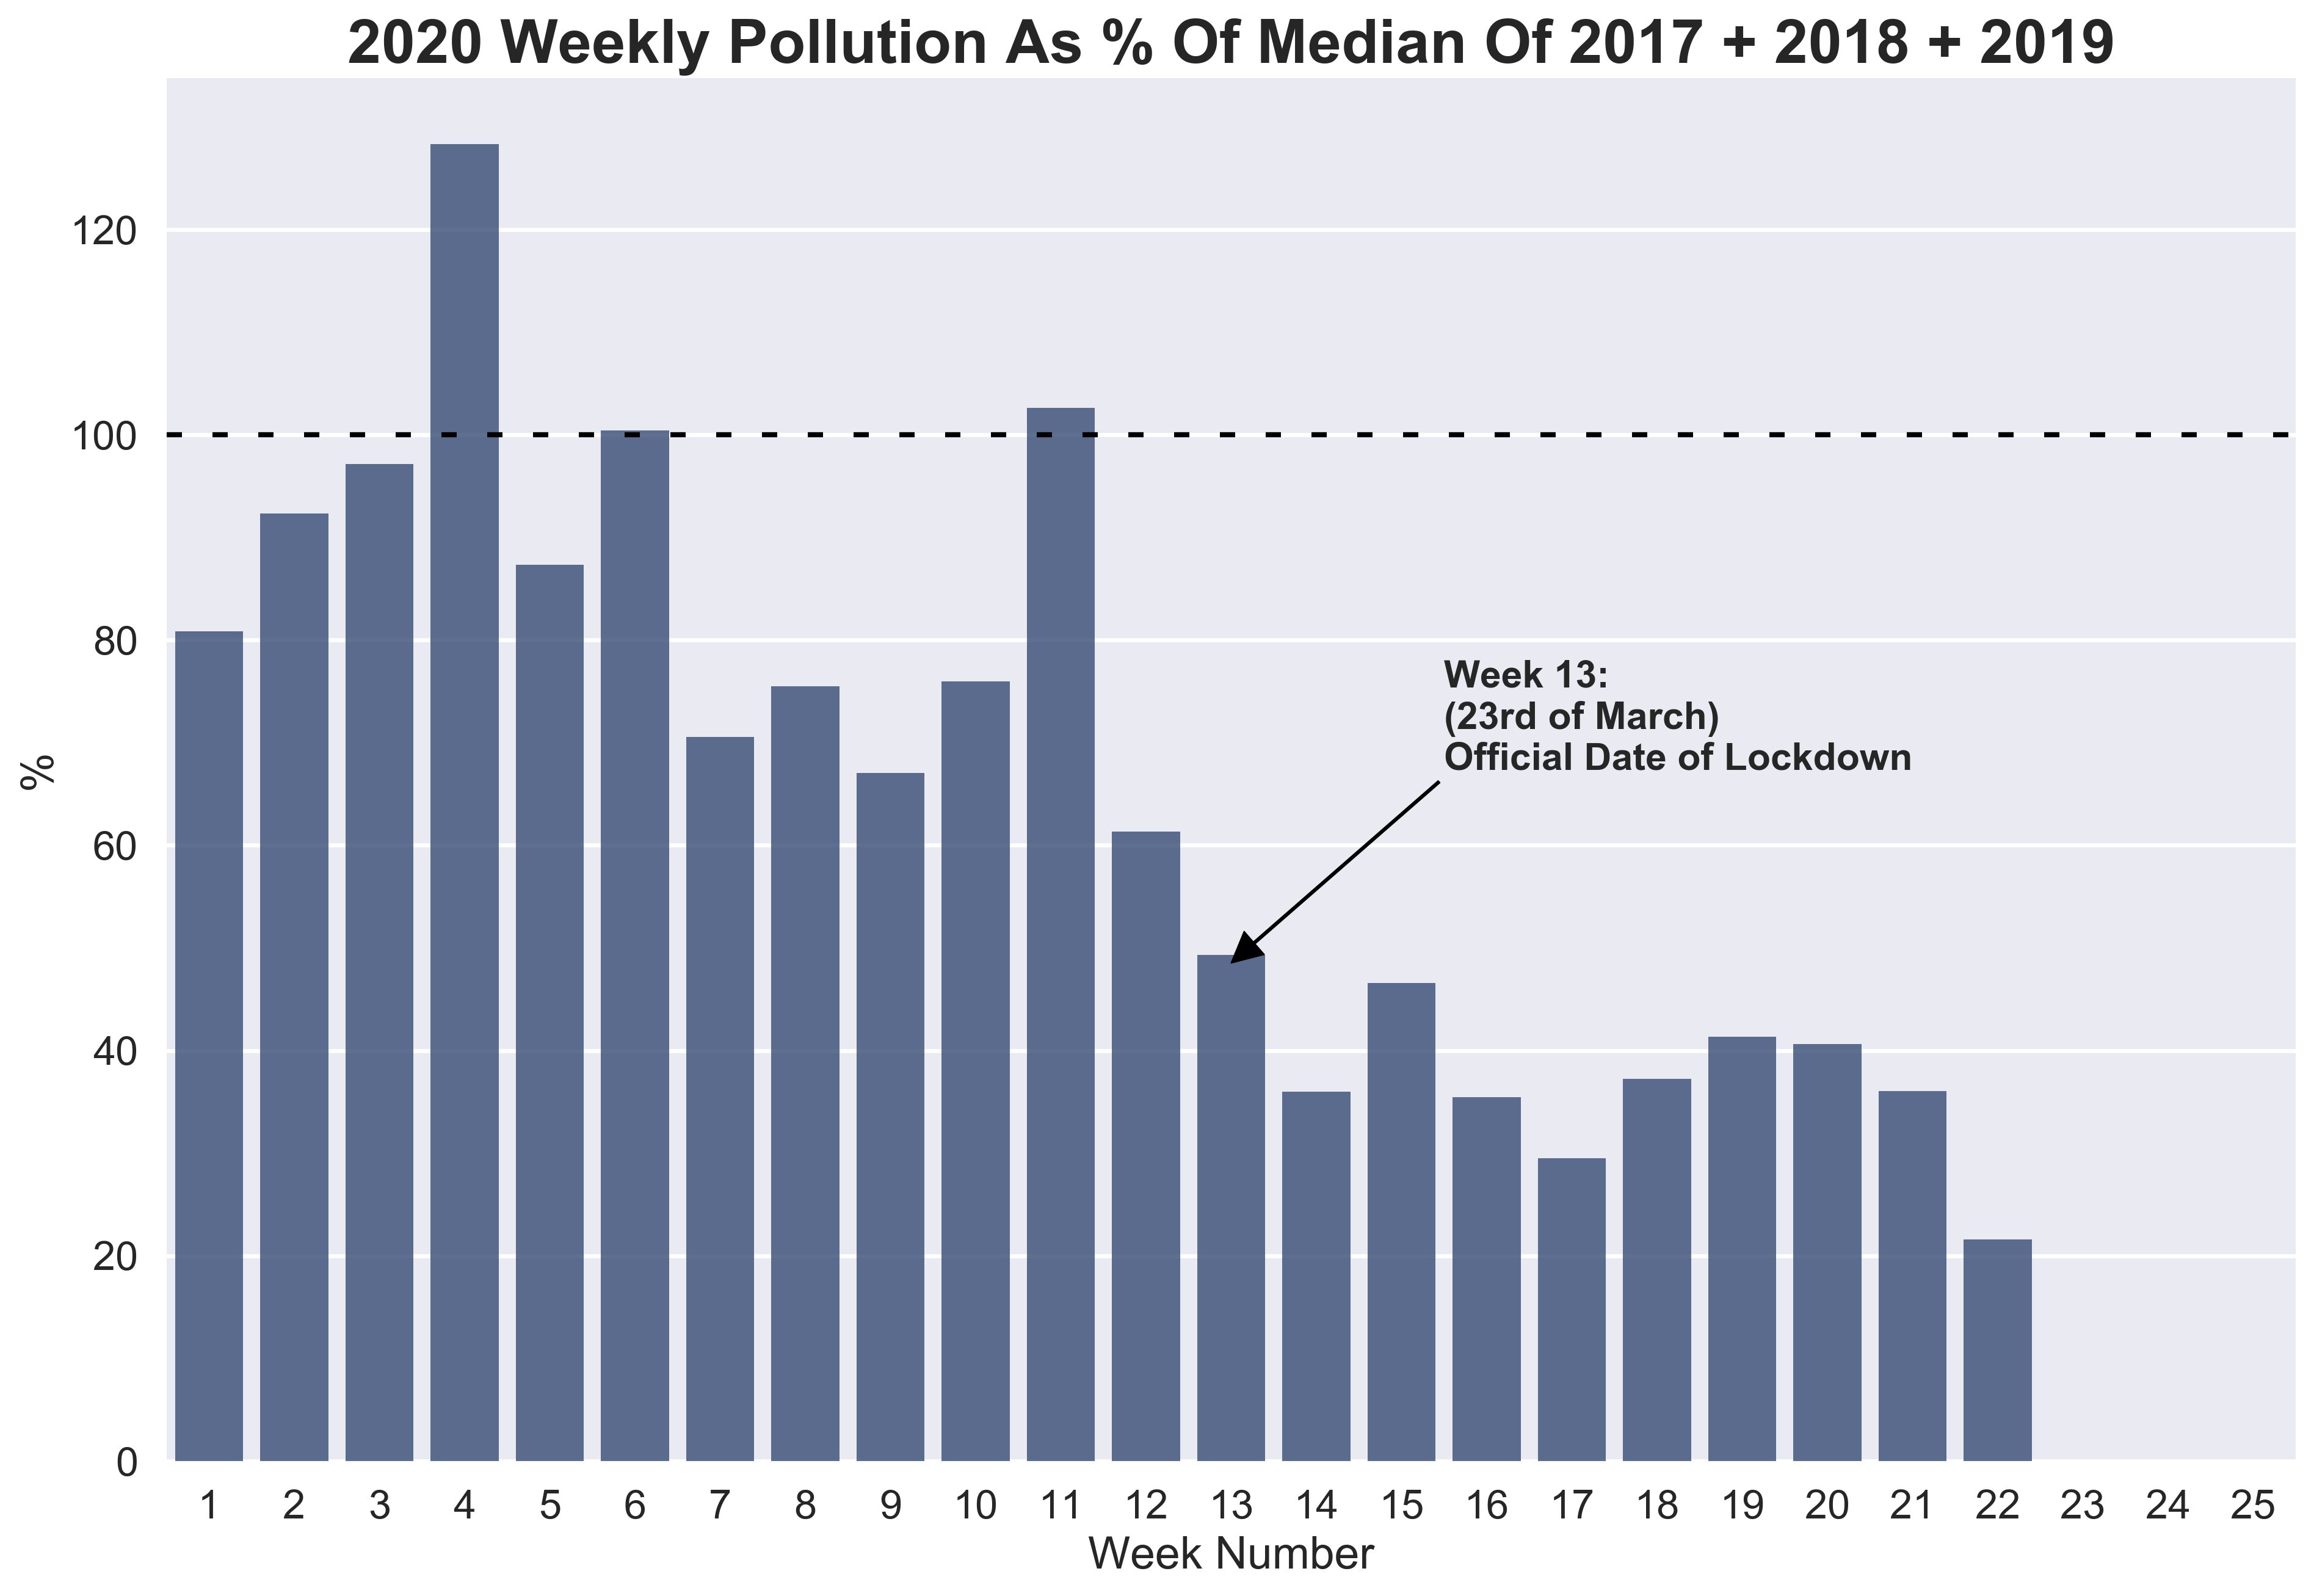 2020 Weekly Pollution As % Of Median Of 2017 + 2018 + 2019
120
100
80
60
40
20
0
%
Week 13:
(23rd of March)
Official Date of Lockdown
1 2 3 4 5 6 7 8 9 10 11 12 13 14 15 16 17 18 19 20 21 22 23 24 25
Week Number